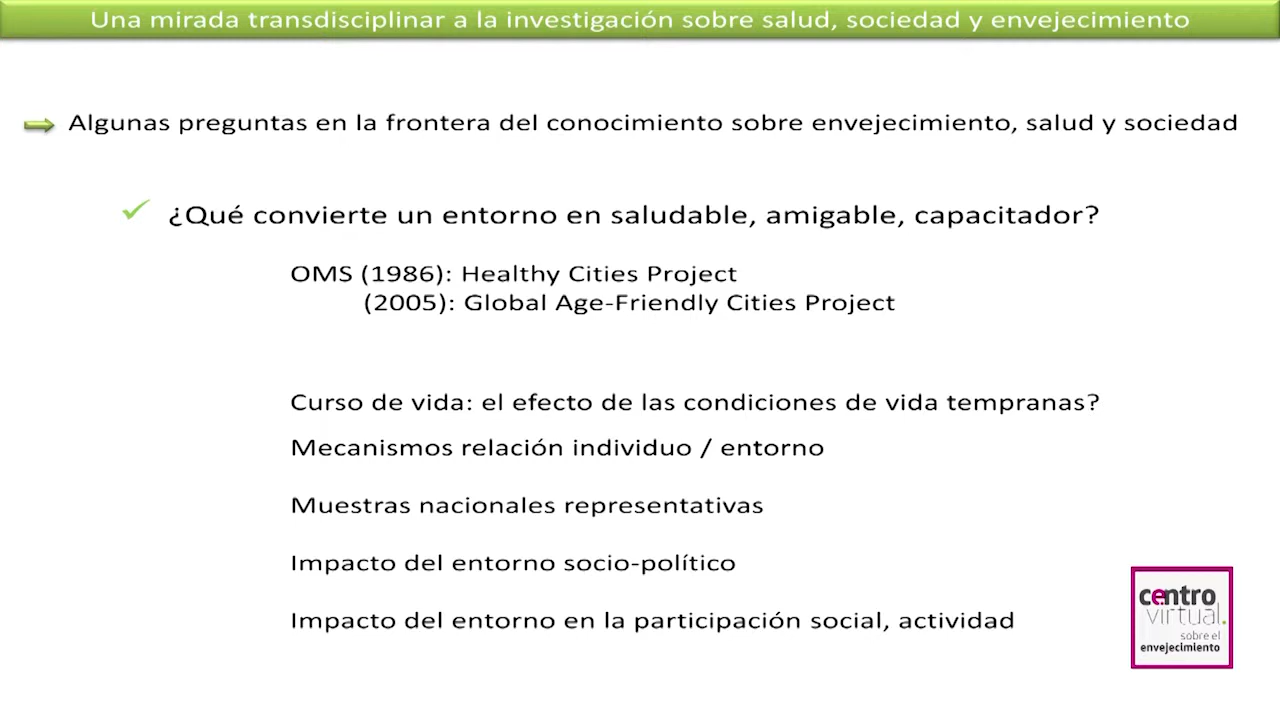 Una mirada transdisciplinar a la investigación sobre salud, sociedad y envejecimiento
Algunas preguntas en la frontera del conocimiento sobre envejecimiento, salud y sociedad
¿Qué convierte un entorno en saludable, amigable, capacitador?
OMS (1986): Healthy Cities Project
(2005): Global Age-Friendly Cities Project
Curso de vida: el efecto de las condiciones de vida tempranas?
Mecanismos relación individuo / entorno
Muestras nacionales representativas
Impacto del entorno socio-político
Impacto del entorno en la participación social, actividad
centro
virtual.
sobre el
envejecimiento